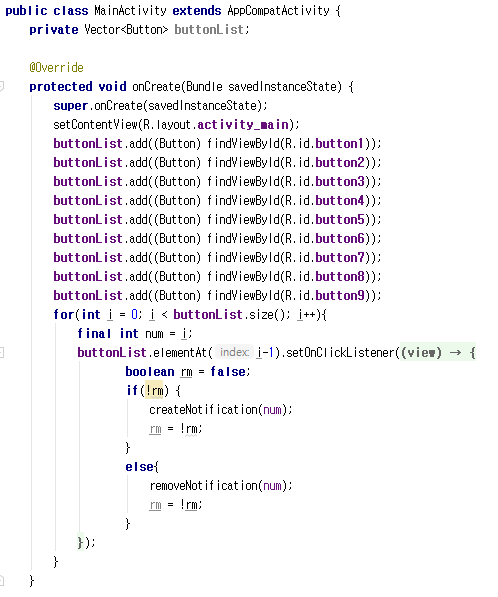 public class MainActivity extends AppCompatActivity {
    private Vector<Button> buttonList;

    @Override
    protected void onCreate(Bundle savedInstanceState) {
        super.onCreate(savedInstanceState);
        setContentView(R.layout.activity_main);
        buttonList.add((Button) findViewById(R.id.button1));
        buttonList.add((Button) findViewById(R.id.button2));
        buttonList.add((Button) findViewById(R.id.button3));
        buttonList.add((Button) findViewById(R.id.button4));
        buttonList.add((Button) findViewById(R.id.button5));
        buttonList.add((Button) findViewById(R.id.button6));
        buttonList.add((Button) findViewById(R.id.button7));
        buttonList.add((Button) findViewById(R.id.button8));
        buttonList.add((Button) findViewById(R.id.button9));
        for(int i = 0; i < buttonList.size(); i++){
            final int num = i;
            buttonList.elementAt( index: i-1).setOnClickListener((view) → {
                    boolean rm = false;
                    if(!rm) {
                        createNotification(num);
                        rm = !rm;
                    }
                    else{
                        removeNotification(num);
                        rm = !rm;
                    }
            });
        }
    }